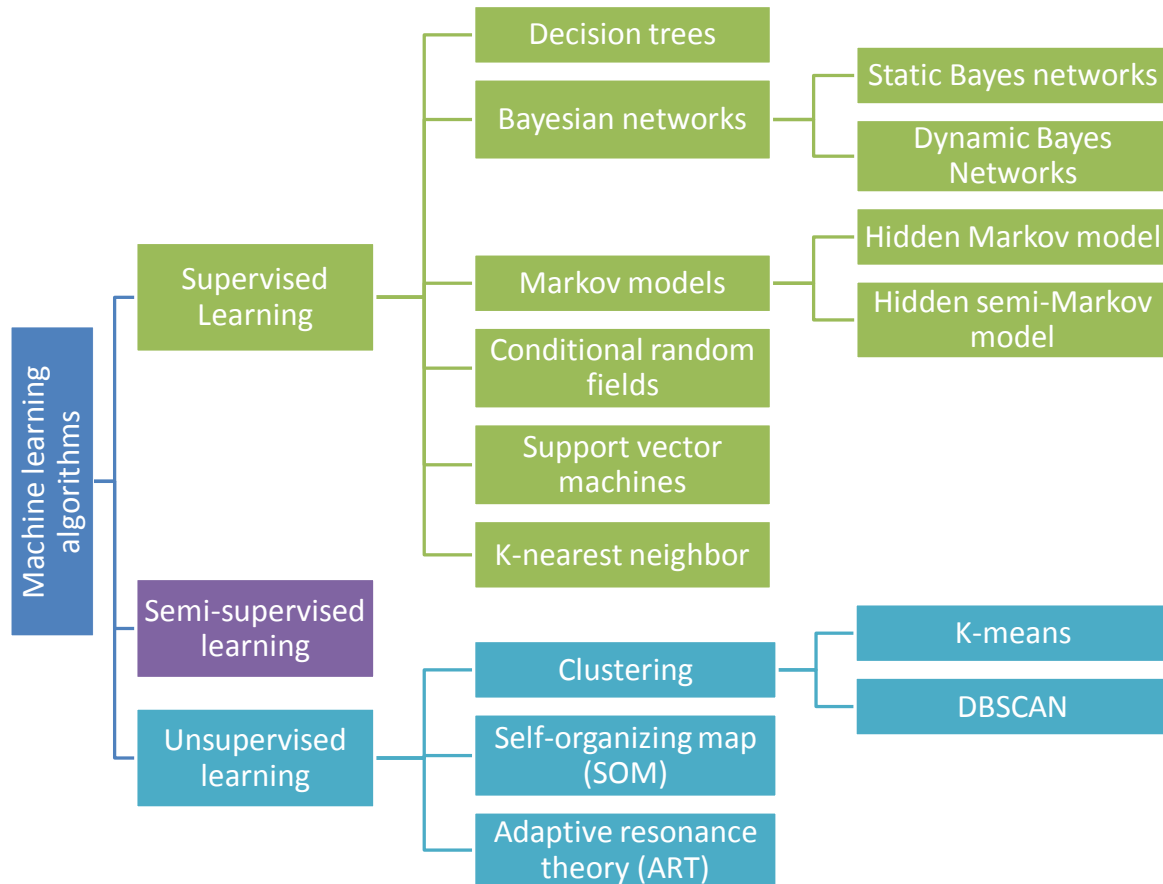 Machine learning
algorithms
Supervised
Learning
Decision trees
Bayesian networks
Static Bayes networks
Dynamic Bayes
Networks
Markov models
Hidden Markov model
Hidden semi-Markov
model
Conditional random
fields
Support vector
machines
K-nearest neighbor
Semi-supervised
learning
Unsupervised
learning
Clustering
K-means
DBSCAN
Self-organizing map
(SOM)
Adaptive resonance
theory (ART)